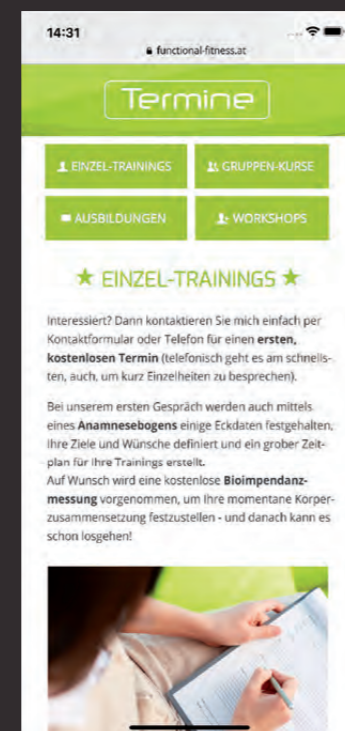 14:31
functional-fitness.at
Termine
EINZEL-TRAININGS
GRUPPEN-KURSE
AUSBILDUNGEN
WORKSHOPS
★ EINZEL-TRAININGS ★
Interessiert? Dann kontaktieren Sie mich einfach per
Kontaktformular oder Telefon für einen ersten,
kostenlosen Termin (telefonisch geht es am schnells-
ten, auch, um kurz Einzelheiten zu besprechen).
Bei unserem ersten Gespräch werden auch mittels
eines Anamnesebogens einige Eckdaten festgehalten,
Ihre Ziele und Wünsche definiert und ein grober Zeit-
plan für Ihre Trainings erstellt.
Auf Wunsch wird eine kostenlose Bioimpendanz-
messung vorgenommen, um Ihre momentane Körper-
zusammensetzung festzustellen - und danach kann es
schon losgehen!